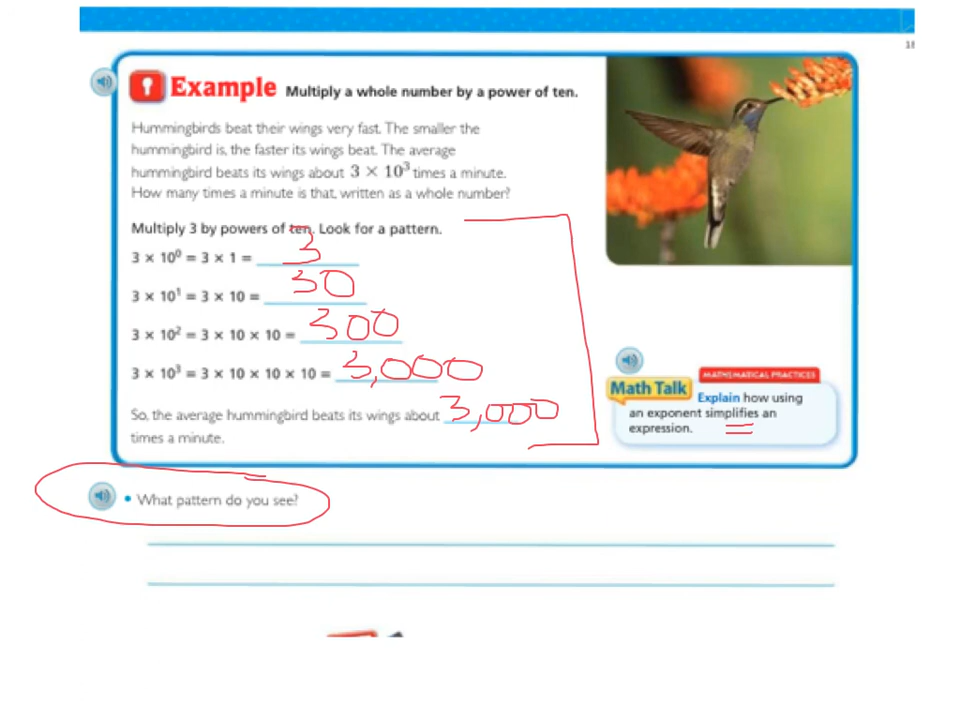 18
Example Multiply a whole number by a power of ten.
Hummingbirds beat their wings very fast. The smaller the
hummingbird is, the faster its wings beat. The average
hummingbird beats its wings about 3 × 10³ times a minute.
How many times a minute is that, written as a whole number?
Multiply 3 by powers of ten. Look for a pattern.
3 × 10⁰ = 3 × 1 = 3
3 × 10¹ = 3 × 10 = 30
3 × 10² = 3 × 10 × 10 = 300
3 × 10³ = 3 × 10 × 10 × 10 = 3,000
So, the average hummingbird beats its wings about 3,000
times a minute.
MATHEMATICAL PRACTICES
Math Talk Explain how using
an exponent simplifies an
expression.
• What pattern do you see?